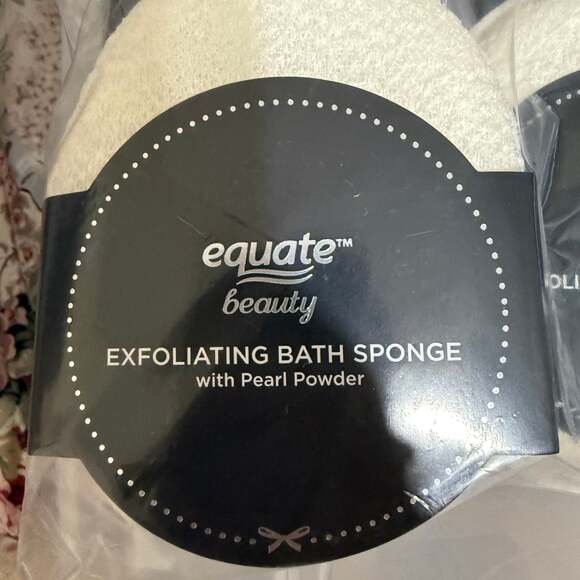 equate™
beauty
EXFOLIATING BATH SPONGE
with Pearl Powder